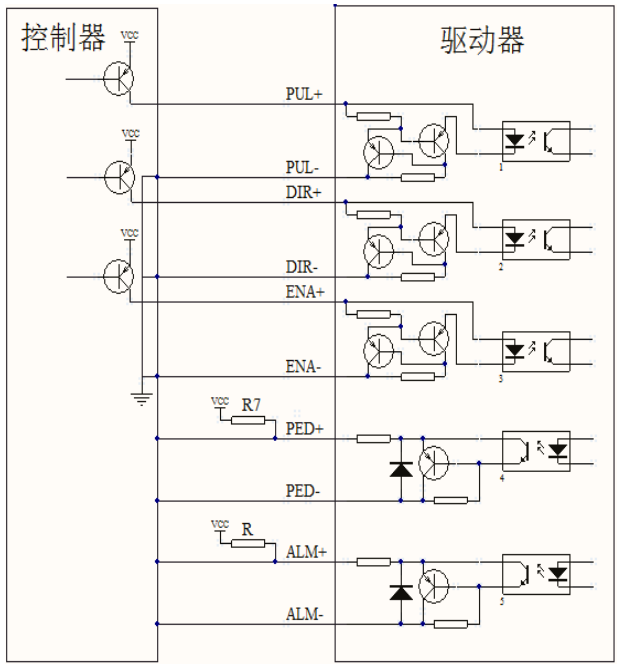 控制器
驱动器
VCC
PUL+
1
VCC
PUL-
DIR+
2
VCC
DIR-
ENA+
3
ENA-
VCC
R7
PED+
4
PED-
VCC
R
ALM+
5
ALM-